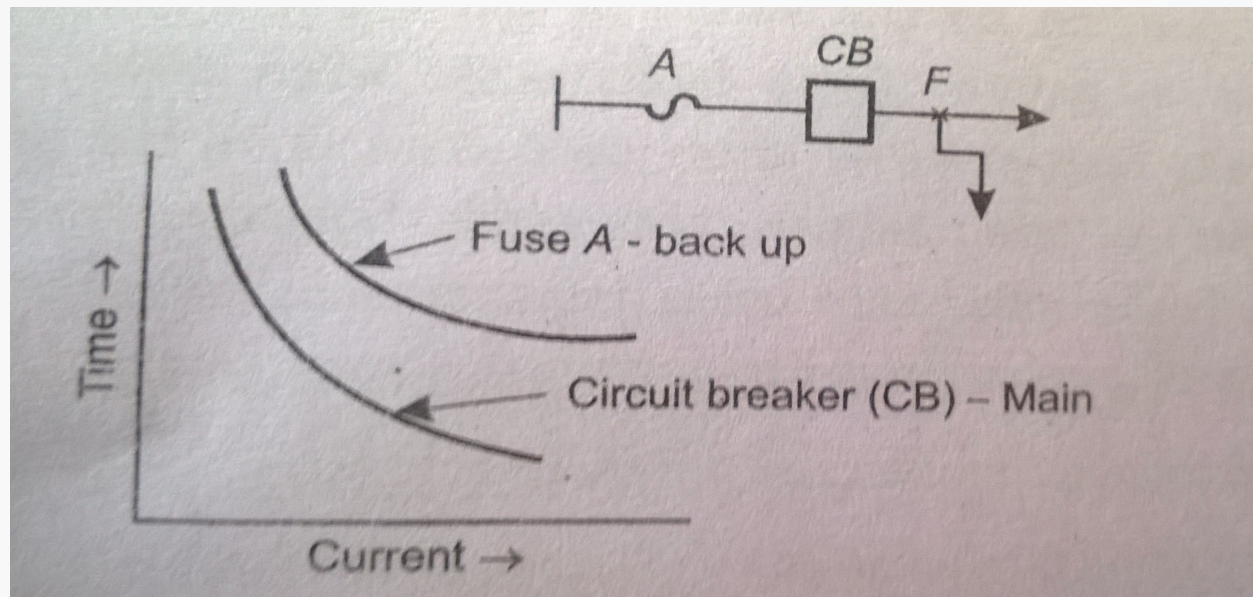 A
CB
F
Fuse A - back up
Time →
Circuit breaker (CB) – Main
Current →